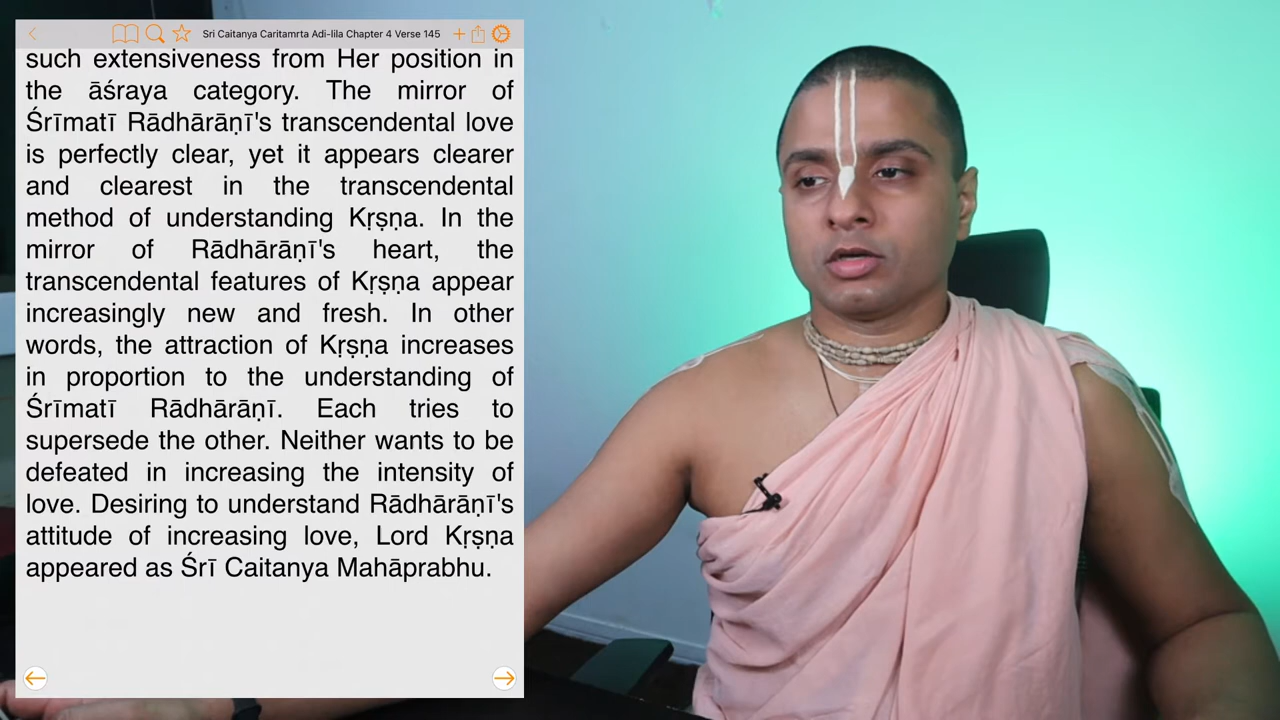 Sri Caitanya Caritamrta Adi-lila Chapter 4 Verse 145
such extensiveness from Her position in
the āśraya category. The mirror of
Śrīmatī Rādhārāṇī's transcendental love
is perfectly clear, yet it appears clearer
and clearest in the transcendental
method of understanding Kṛṣṇa. In the
mirror of Rādhārāṇī's heart, the
transcendental features of Kṛṣṇa appear
increasingly new and fresh. In other
words, the attraction of Kṛṣṇa increases
in proportion to the understanding of
Śrīmatī Rādhārāṇī. Each tries to
supersede the other. Neither wants to be
defeated in increasing the intensity of
love. Desiring to understand Rādhārāṇī's
attitude of increasing love, Lord Kṛṣṇa
appeared as Śrī Caitanya Mahāprabhu.